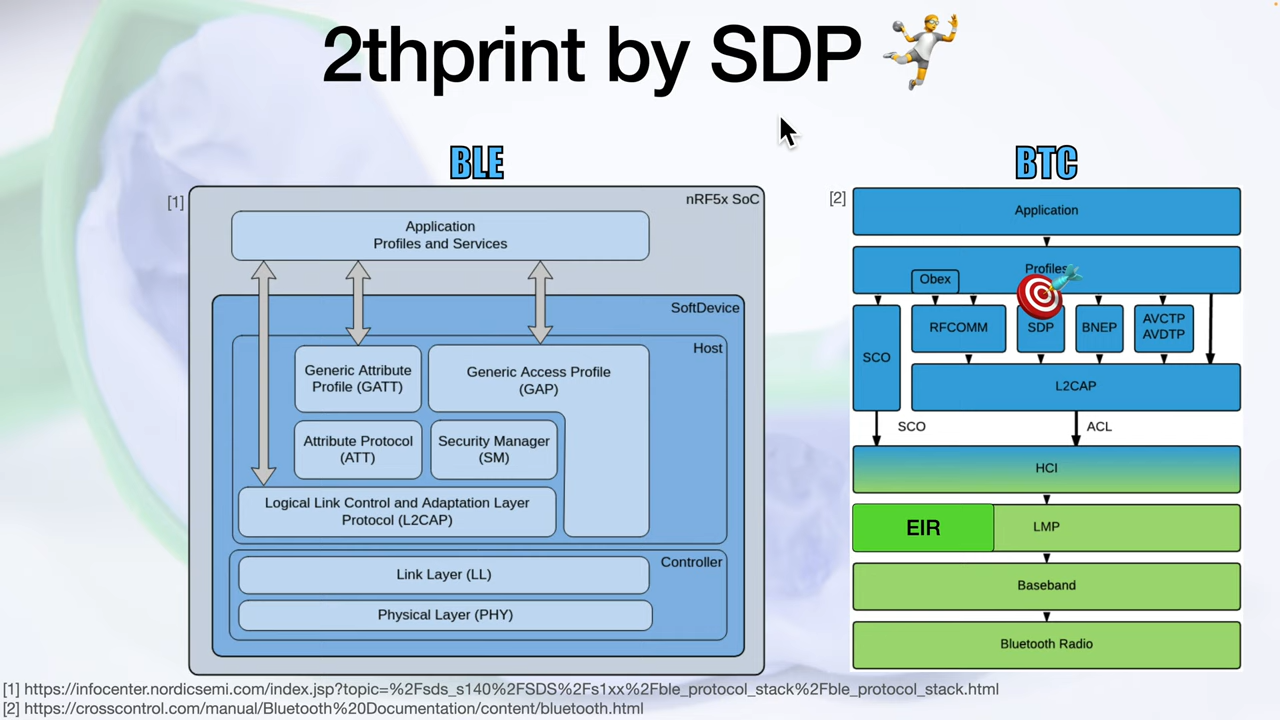 2thprint by SDP
BLE
BTC
[1]
nRF5x SoC
Application
Profiles and Services
SoftDevice
Host
Generic Attribute
Profile (GATT)
Generic Access Profile
(GAP)
Attribute Protocol
(ATT)
Security Manager
(SM)
Logical Link Control and Adaptation Layer
Protocol (L2CAP)
Controller
Link Layer (LL)
Physical Layer (PHY)
[2]
Application
Profiles
Obex
SCO
RFCOMM
SDP
BNEP
AVCTP
AVDTP
L2CAP
SCO
ACL
HCI
EIR
LMP
Baseband
Bluetooth Radio
[1] https://infocenter.nordicsemi.com/index.jsp?topic=%2Fsds_s140%2FSDS%2Fs1xx%2Fble_protocol_stack%2Fble_protocol_stack.html
[2] https://crosscontrol.com/manual/Bluetooth%20Documentation/content/bluetooth.html